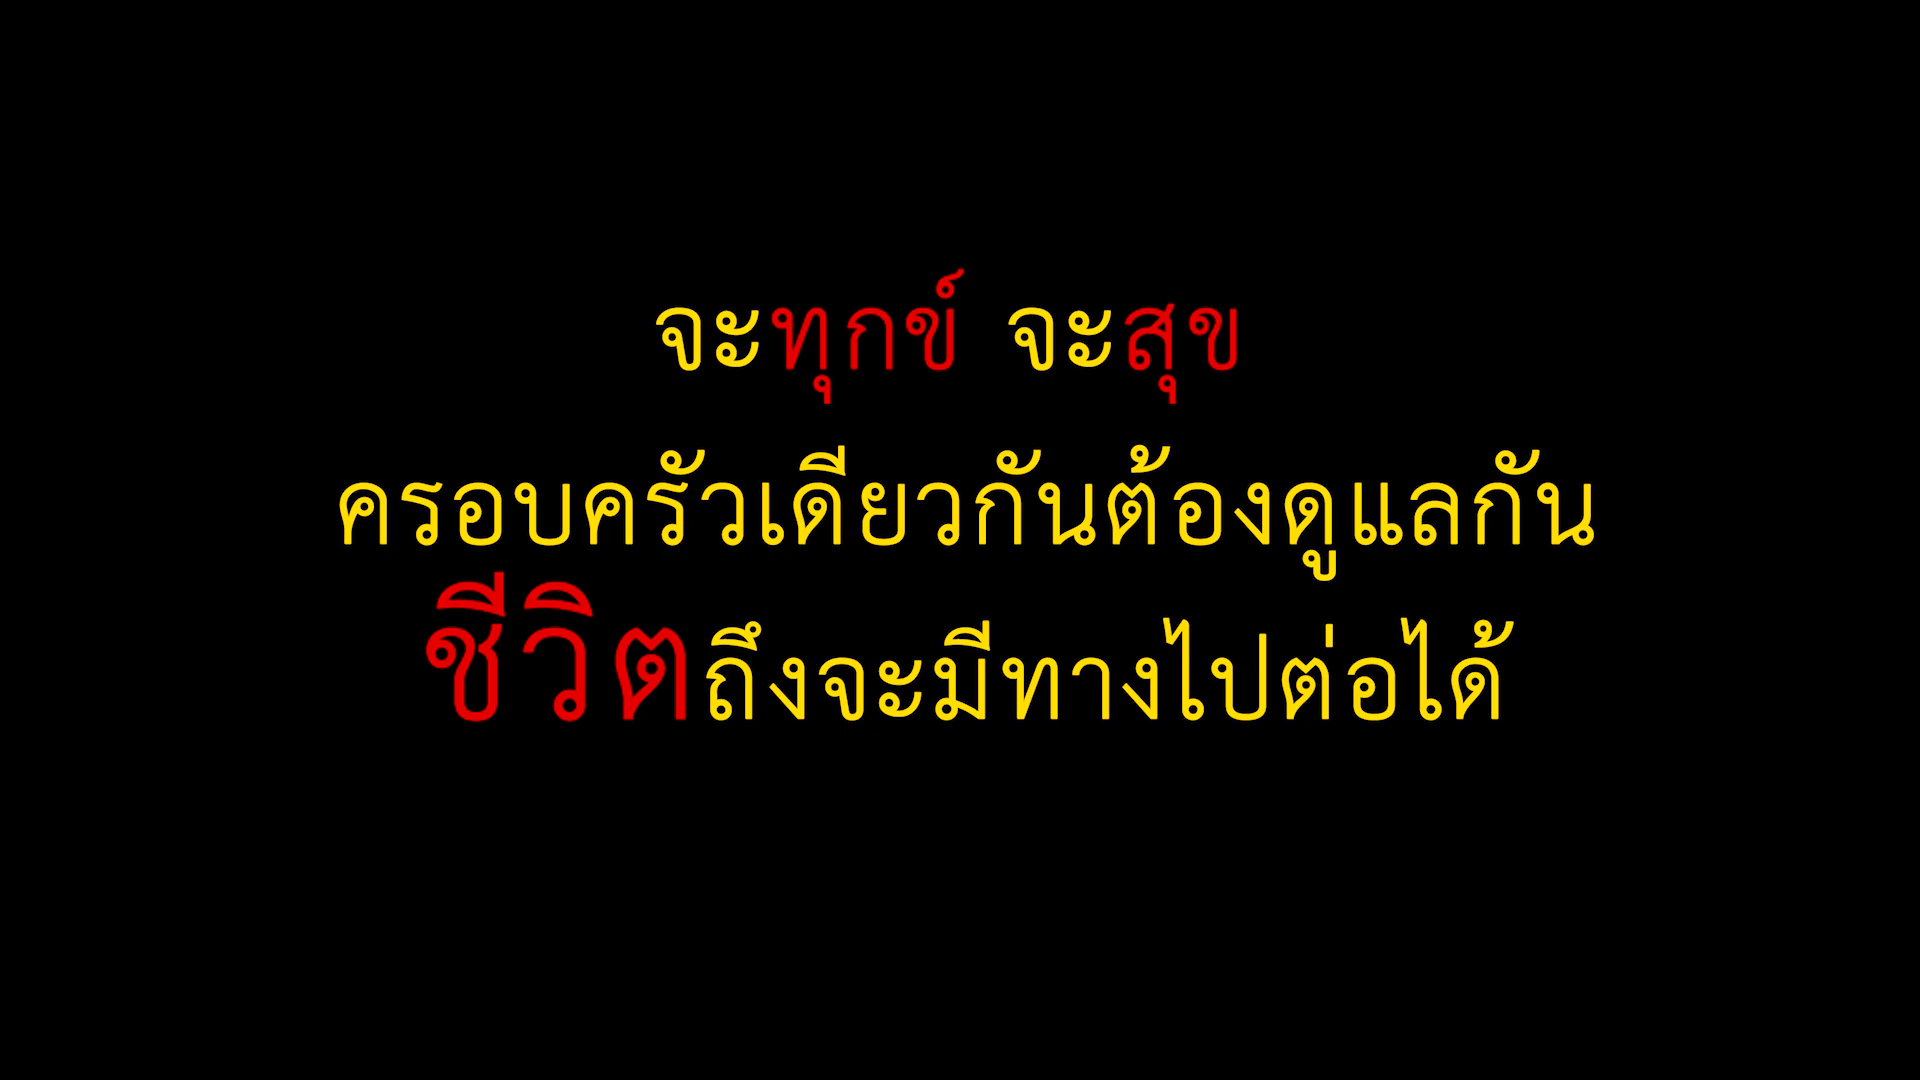 จะทุกข์ จะสุข
ครอบครัวเดียวกันต้องดูแลกัน
ชีวิตถึงจะมีทางไปต่อได้